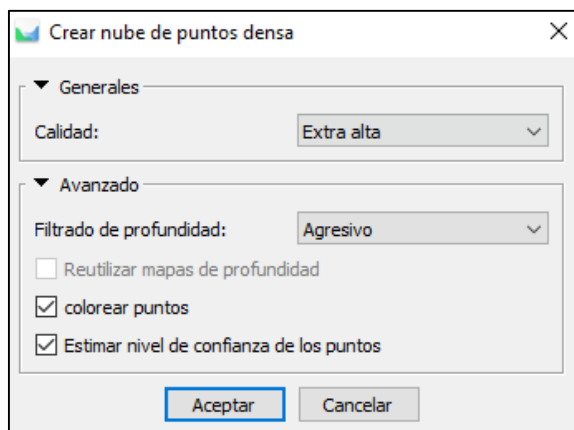 Crear nube de puntos densa
Generales
Calidad: Extra alta
Avanzado
Filtrado de profundidad: Agresivo
Reutilizar mapas de profundidad
colorear puntos
Estimar nivel de confianza de los puntos
Aceptar Cancelar